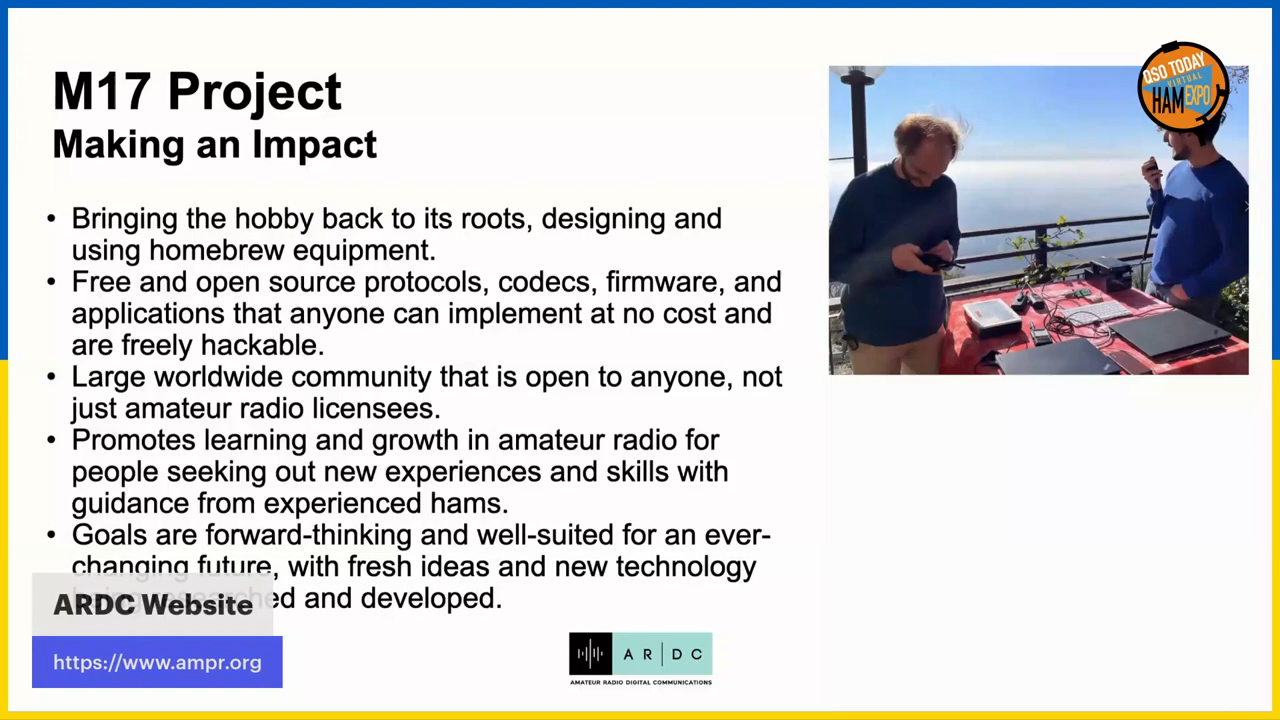 M17 Project
Making an Impact
• Bringing the hobby back to its roots, designing and
using homebrew equipment.
• Free and open source protocols, codecs, firmware, and
applications that anyone can implement at no cost and
are freely hackable.
• Large worldwide community that is open to anyone, not
just amateur radio licensees.
• Promotes learning and growth in amateur radio for
people seeking out new experiences and skills with
guidance from experienced hams.
• Goals are forward-thinking and well-suited for an ever-
changing future, with fresh ideas and new technology
being researched and developed.
ARDC Website
https://www.ampr.org
AR|DC
AMATEUR RADIO DIGITAL COMMUNICATIONS
QSO TODAY
VIRTUAL
HAM EXPO